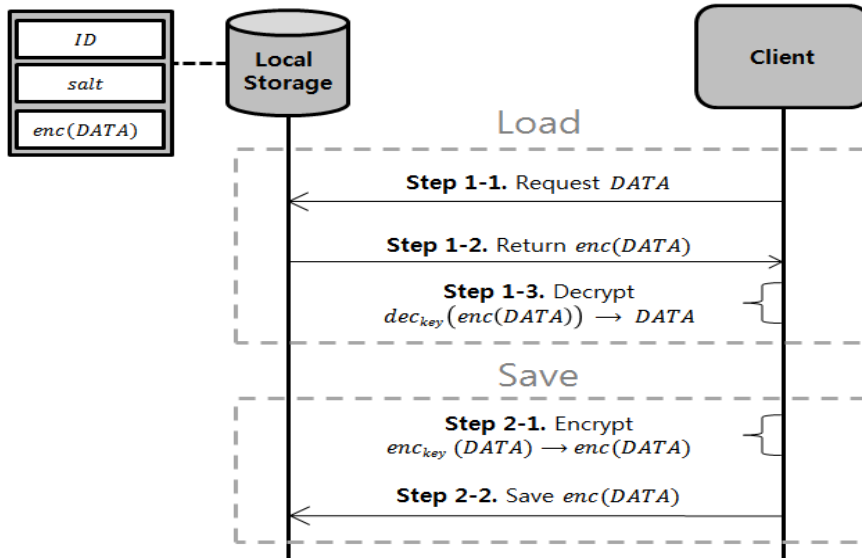 ID
salt
enc(DATA)
Local
Storage
Client
Load
Step 1-1. Request DATA
Step 1-2. Return enc(DATA)
Step 1-3. Decrypt
dec_key(enc(DATA)) → DATA
Save
Step 2-1. Encrypt
enc_key (DATA) → enc(DATA)
Step 2-2. Save enc(DATA)